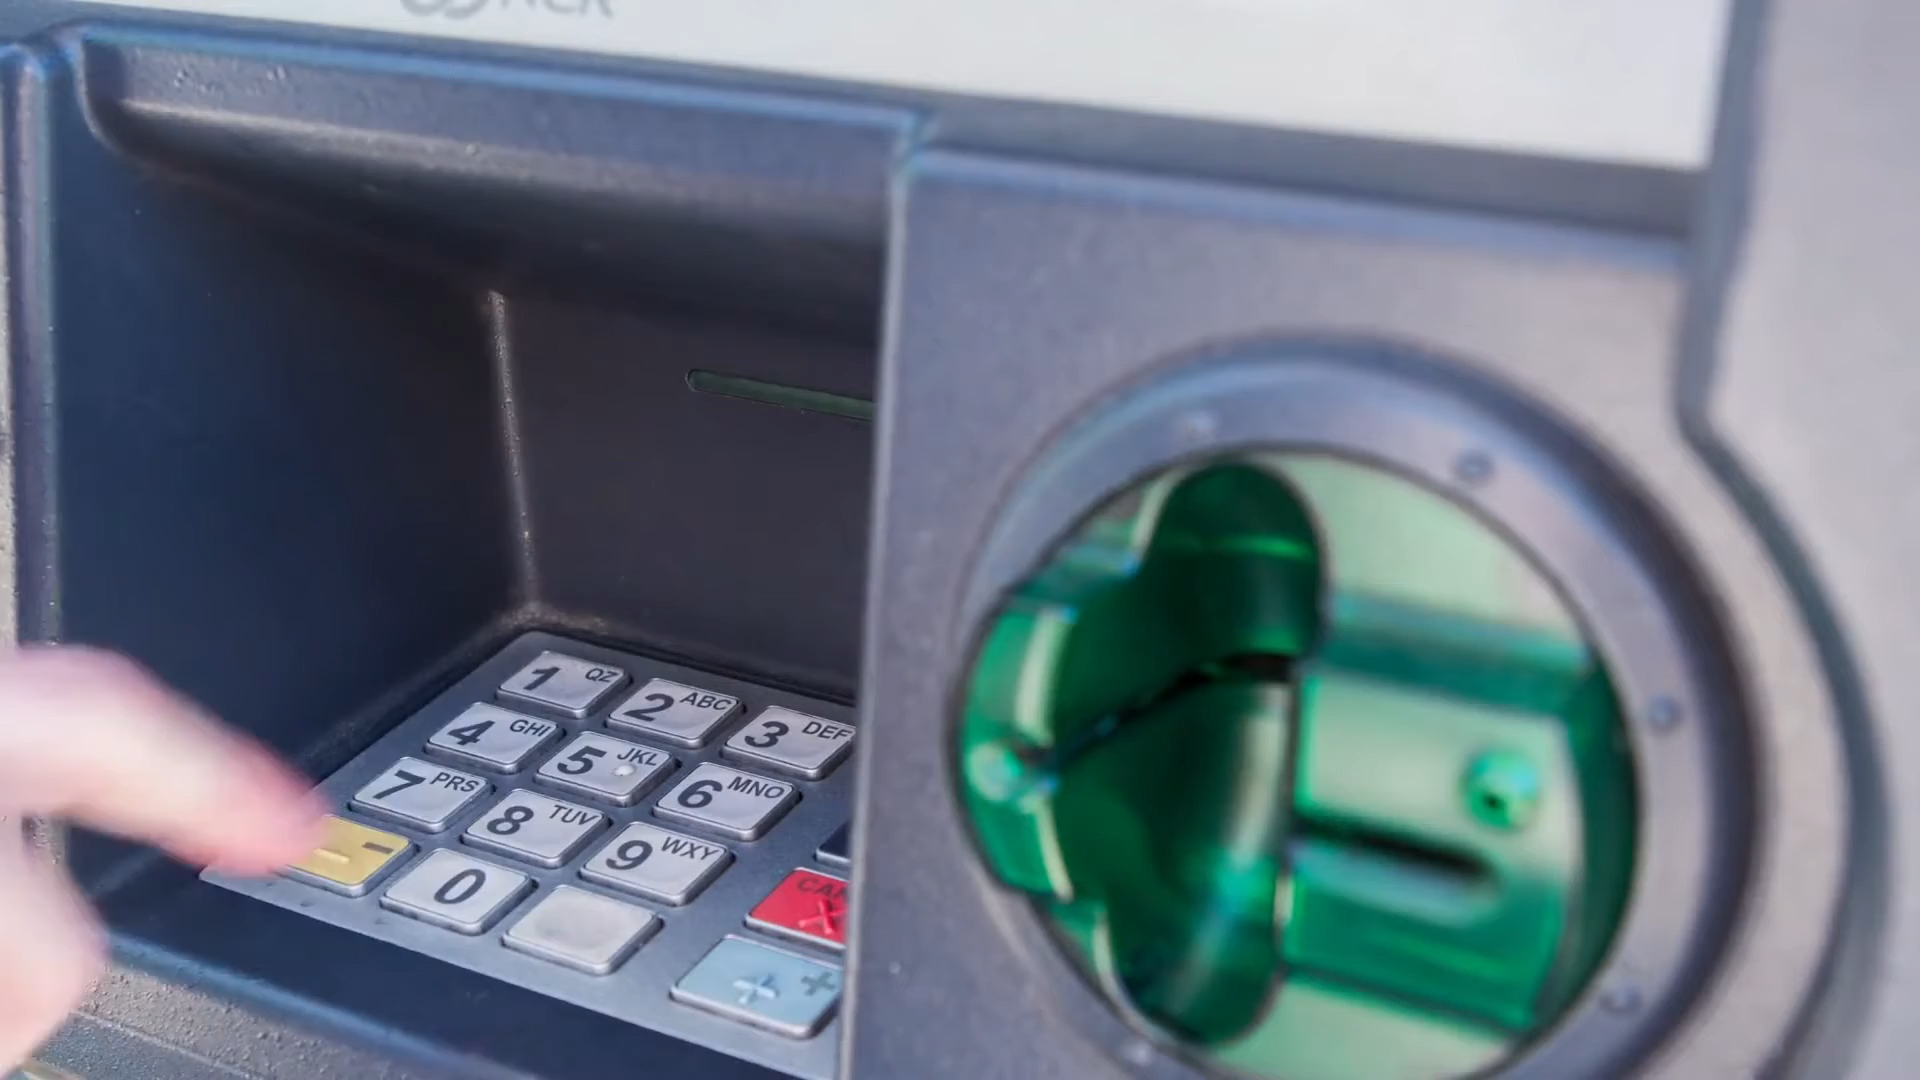 NCR
1 QZ
2 ABC
3 DEF
4 GHI
5 JKL
6 MNO
7 PRS
8 TUV
9 WXY
0